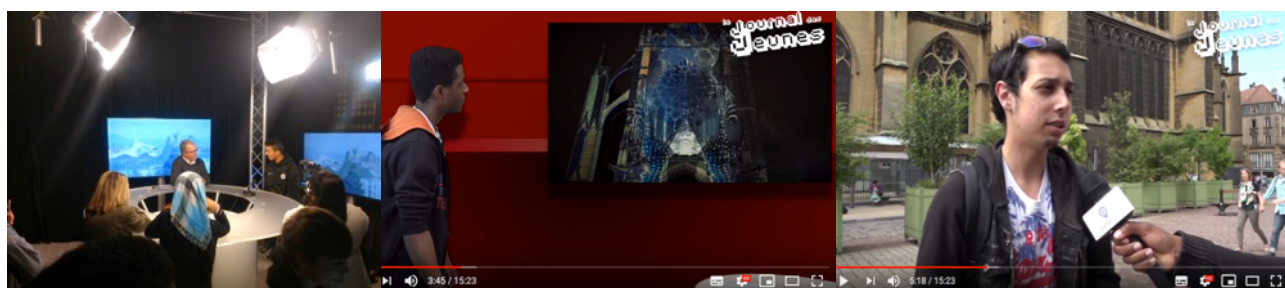 le Journal des
Jeunes
3:45 / 15:23
le Journal des
Jeunes
5:18 / 15:23